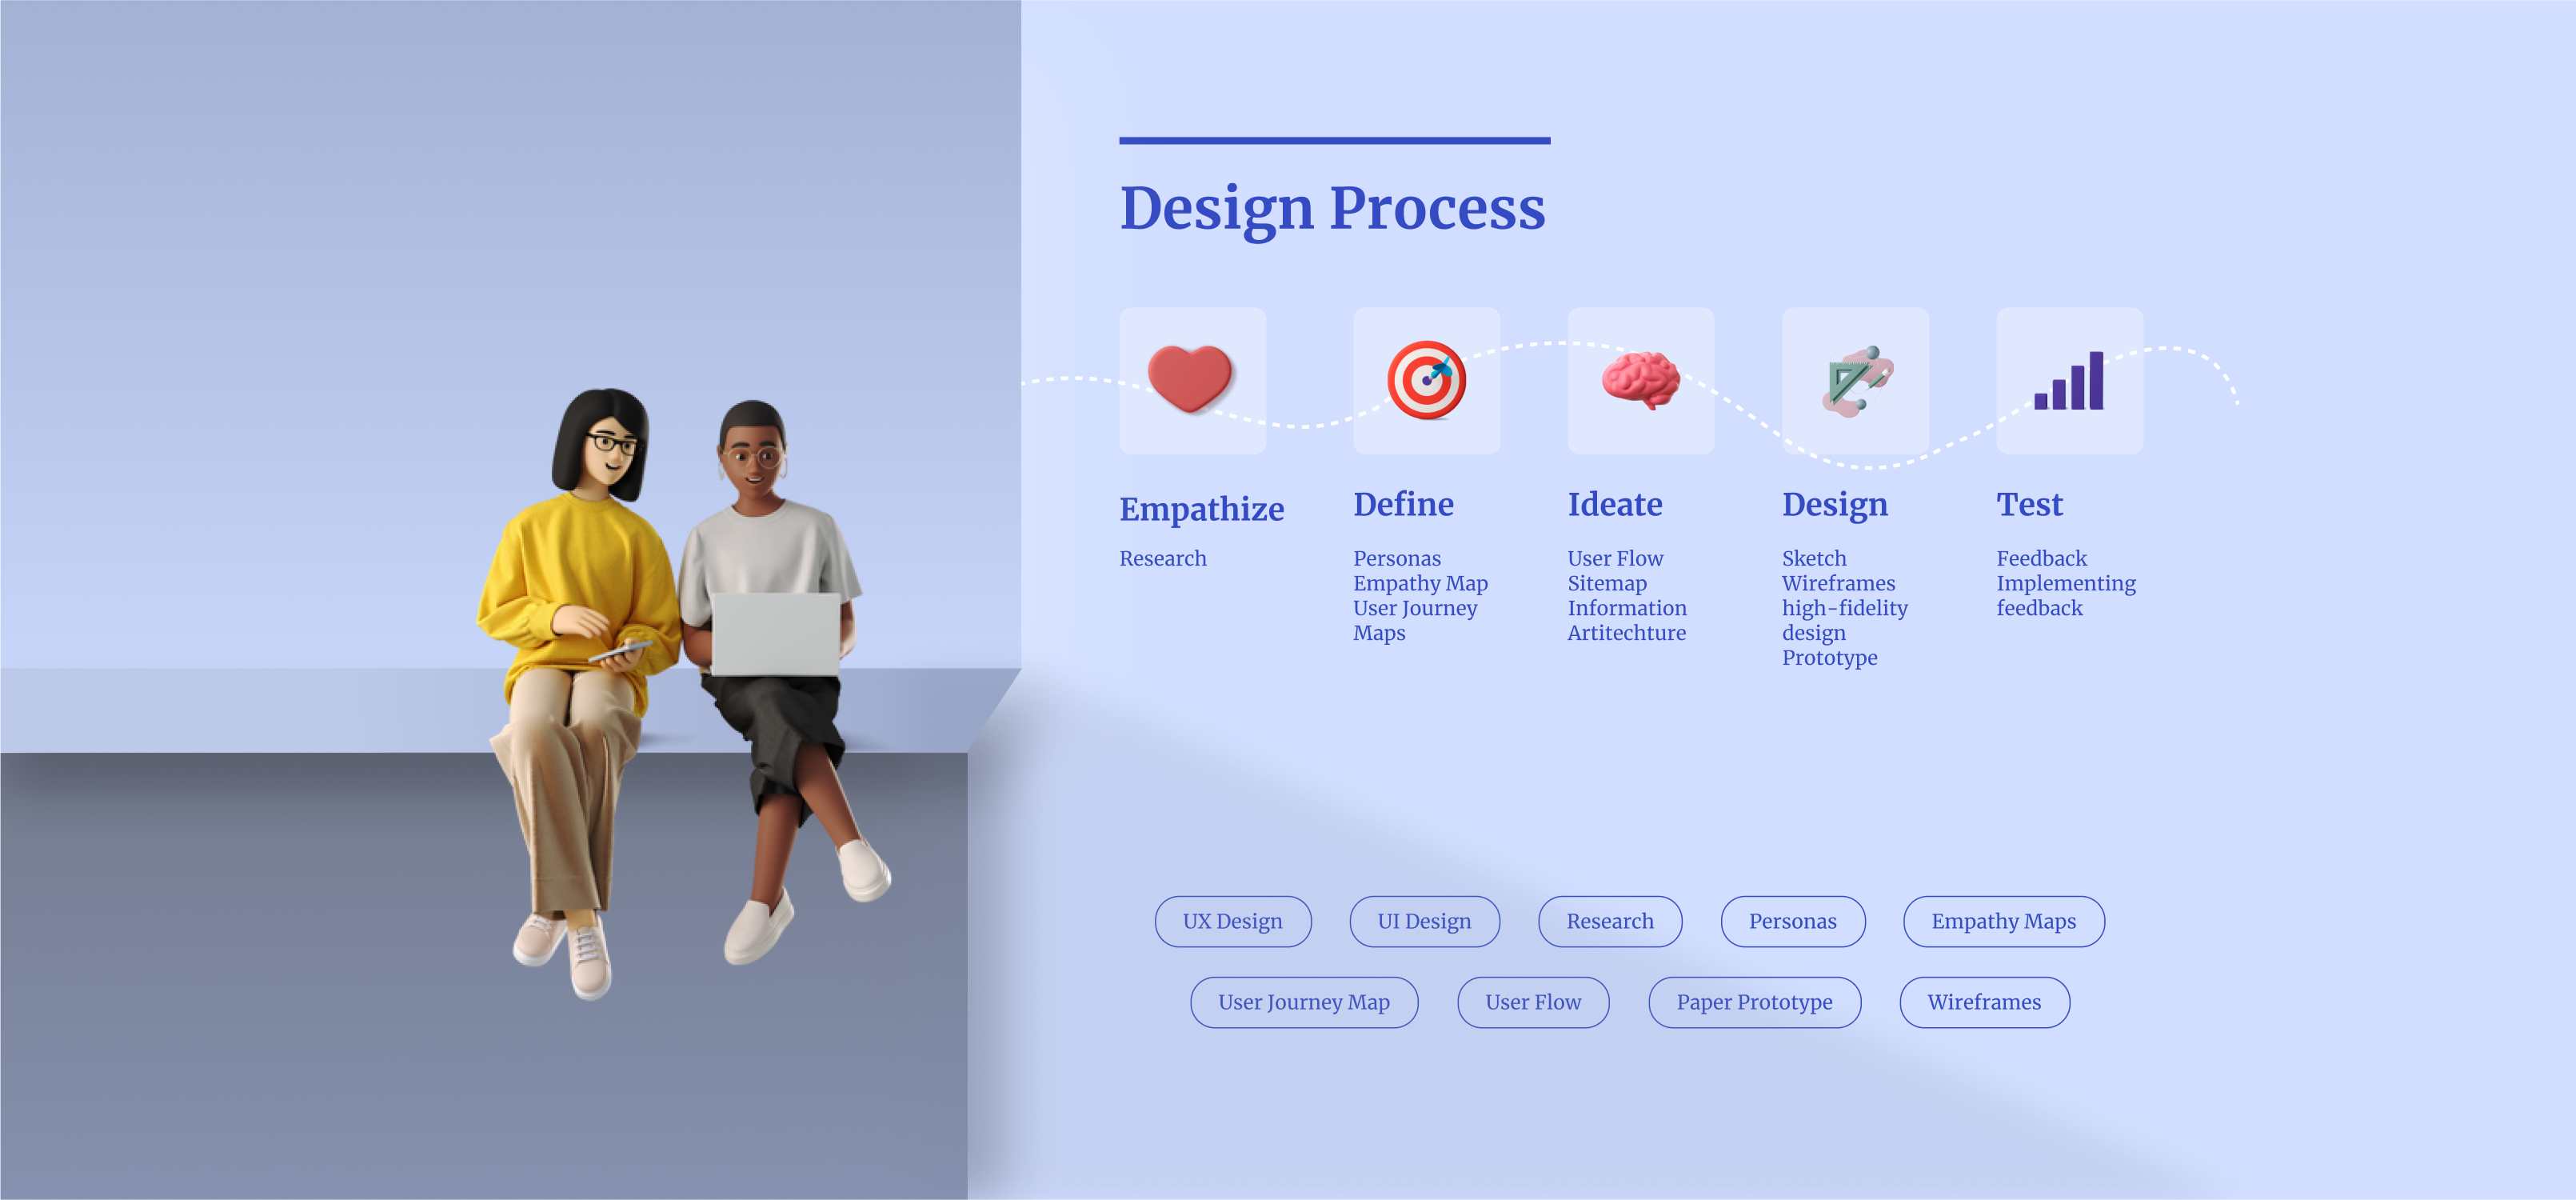 Design Process
Empathize
Research
Define
Personas
Empathy Map
User Journey
Maps
Ideate
User Flow
Sitemap
Information
Artitechture
Design
Sketch
Wireframes
high-fidelity
design
Prototype
Test
Feedback
Implementing
feedback
UX Design
UI Design
Research
Personas
Empathy Maps
User Journey Map
User Flow
Paper Prototype
Wireframes